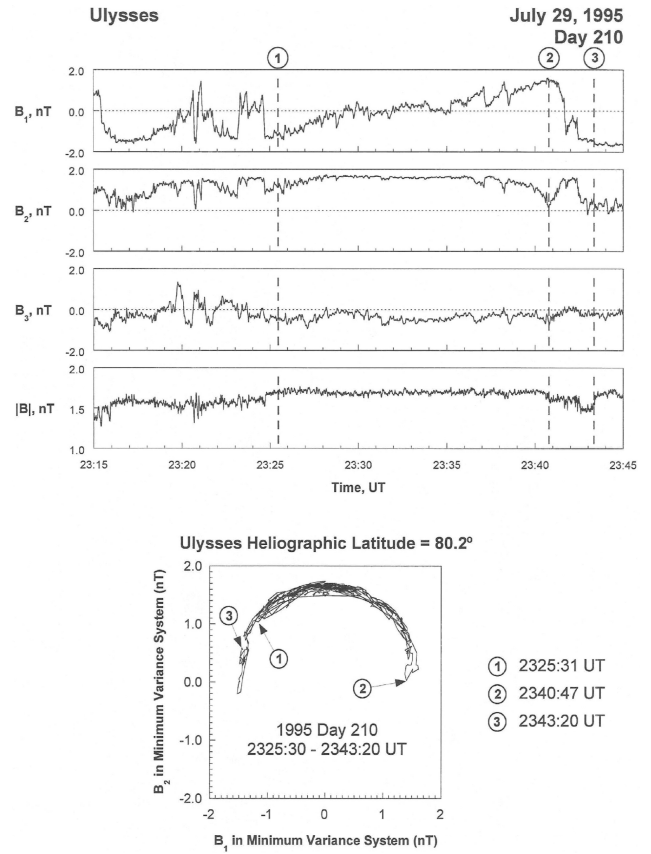 Ulysses
July 29, 1995
Day 210
1
2
3
2.0
B1, nT
0.0
-2.0
2.0
B2, nT
0.0
-2.0
2.0
B3, nT
0.0
-2.0
2.0
|B|, nT
1.5
1.0
23:15 23:20 23:25 23:30 23:35 23:40 23:45
Time, UT
Ulysses Heliographic Latitude = 80.2º
B2 in Minimum Variance System (nT)
2.0
1.0
0.0
-1.0
-2.0
3
1
2
1995 Day 210
2325:30 - 2343:20 UT
-2 -1 0 1 2
B1 in Minimum Variance System (nT)
1 2325:31 UT
2 2340:47 UT
3 2343:20 UT